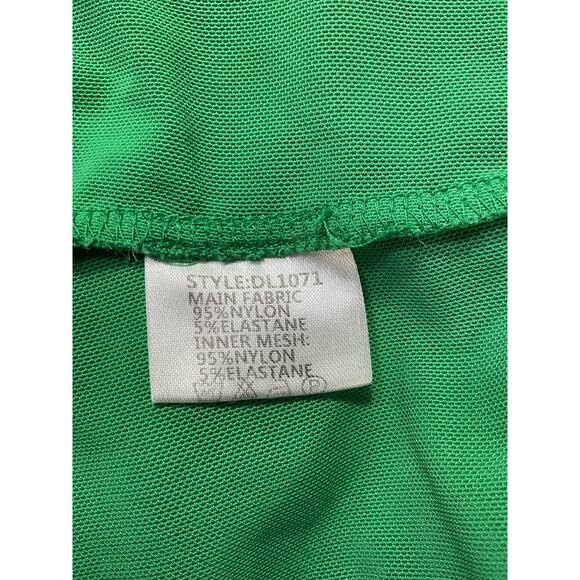 STYLE:DL1071
MAIN FABRIC
95%NYLON
5%ELASTANE
INNER MESH:
95%NYLON
5%ELASTANE
P